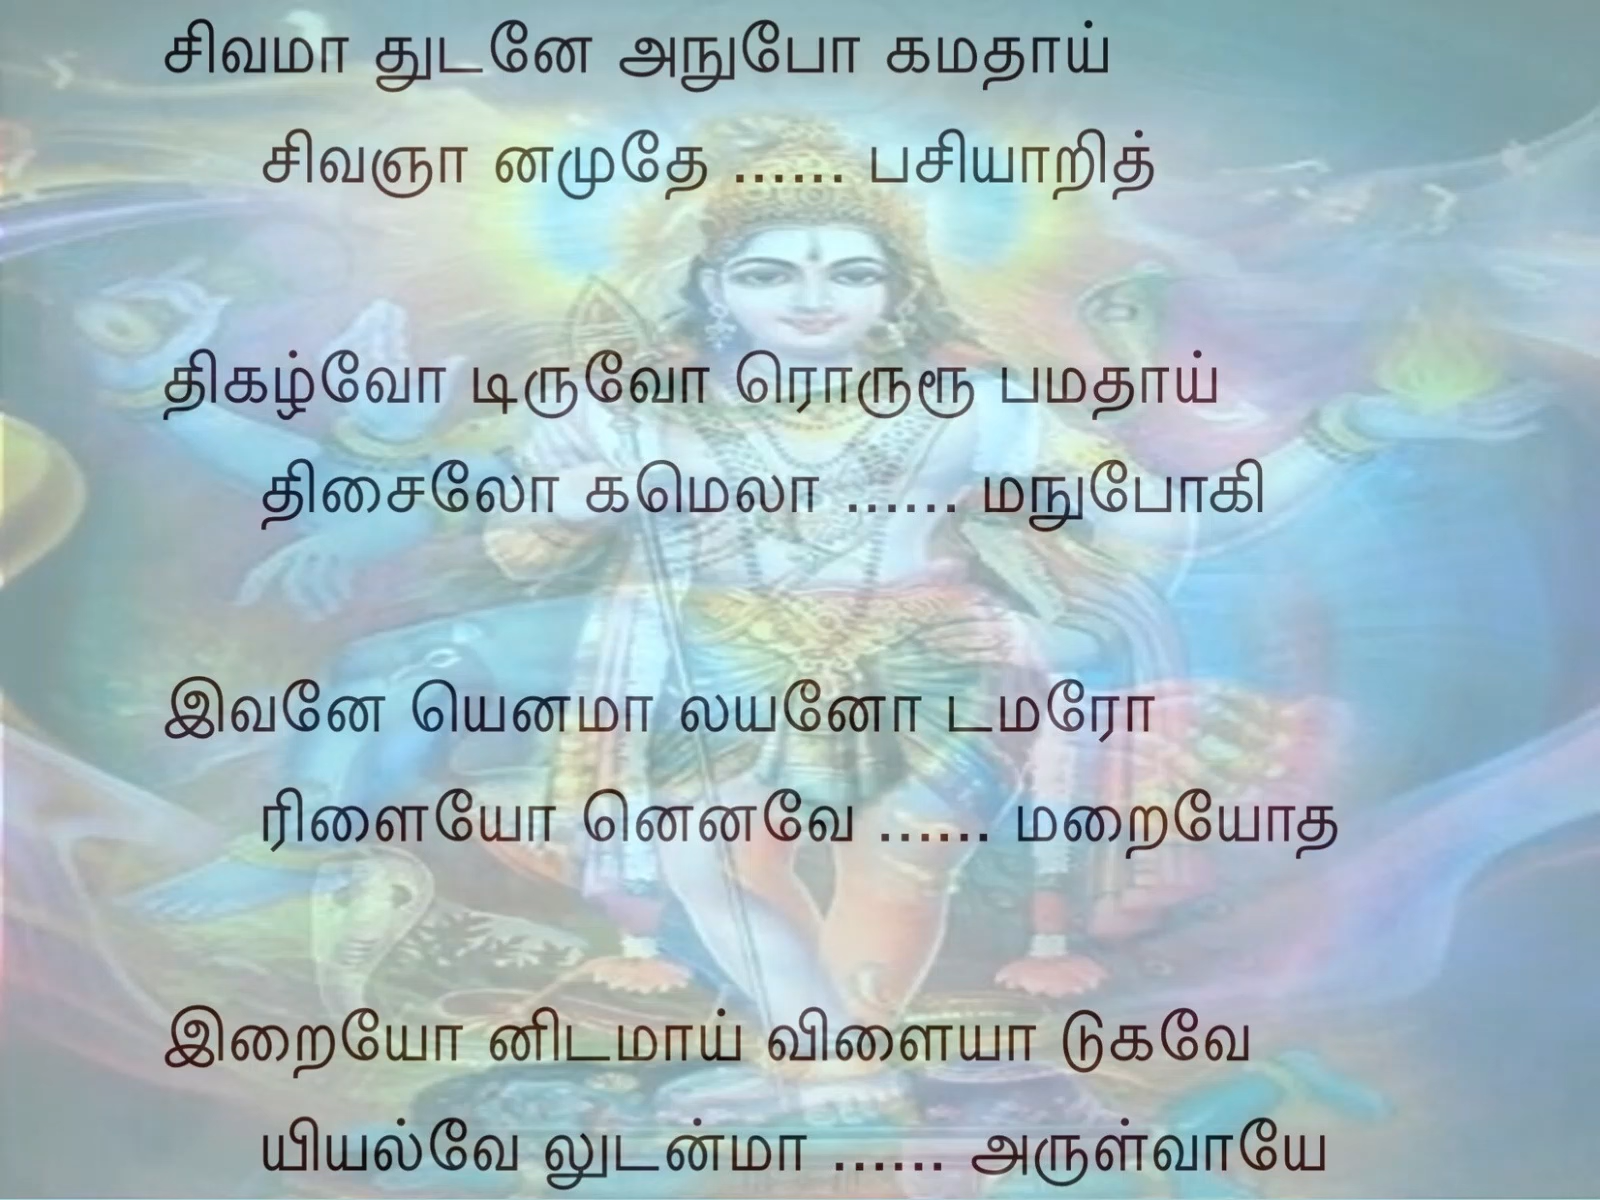 சிவமா துடனே அநுபோ கமதாய்
சிவஞா னமுதே ...... பசியாறித்
திகழ்வோ டிருவோ ரொருரூ பமதாய்
திசைலோ கமெலா ...... மநுபோகி
இவனே யெனமா லயனோ டமரோ
ரிளையோ னெனவே ...... மறையோத
இறையோ னிடமாய் விளையா டுகவே
யியல்வே லுடன்மா ...... அருள்வாயே